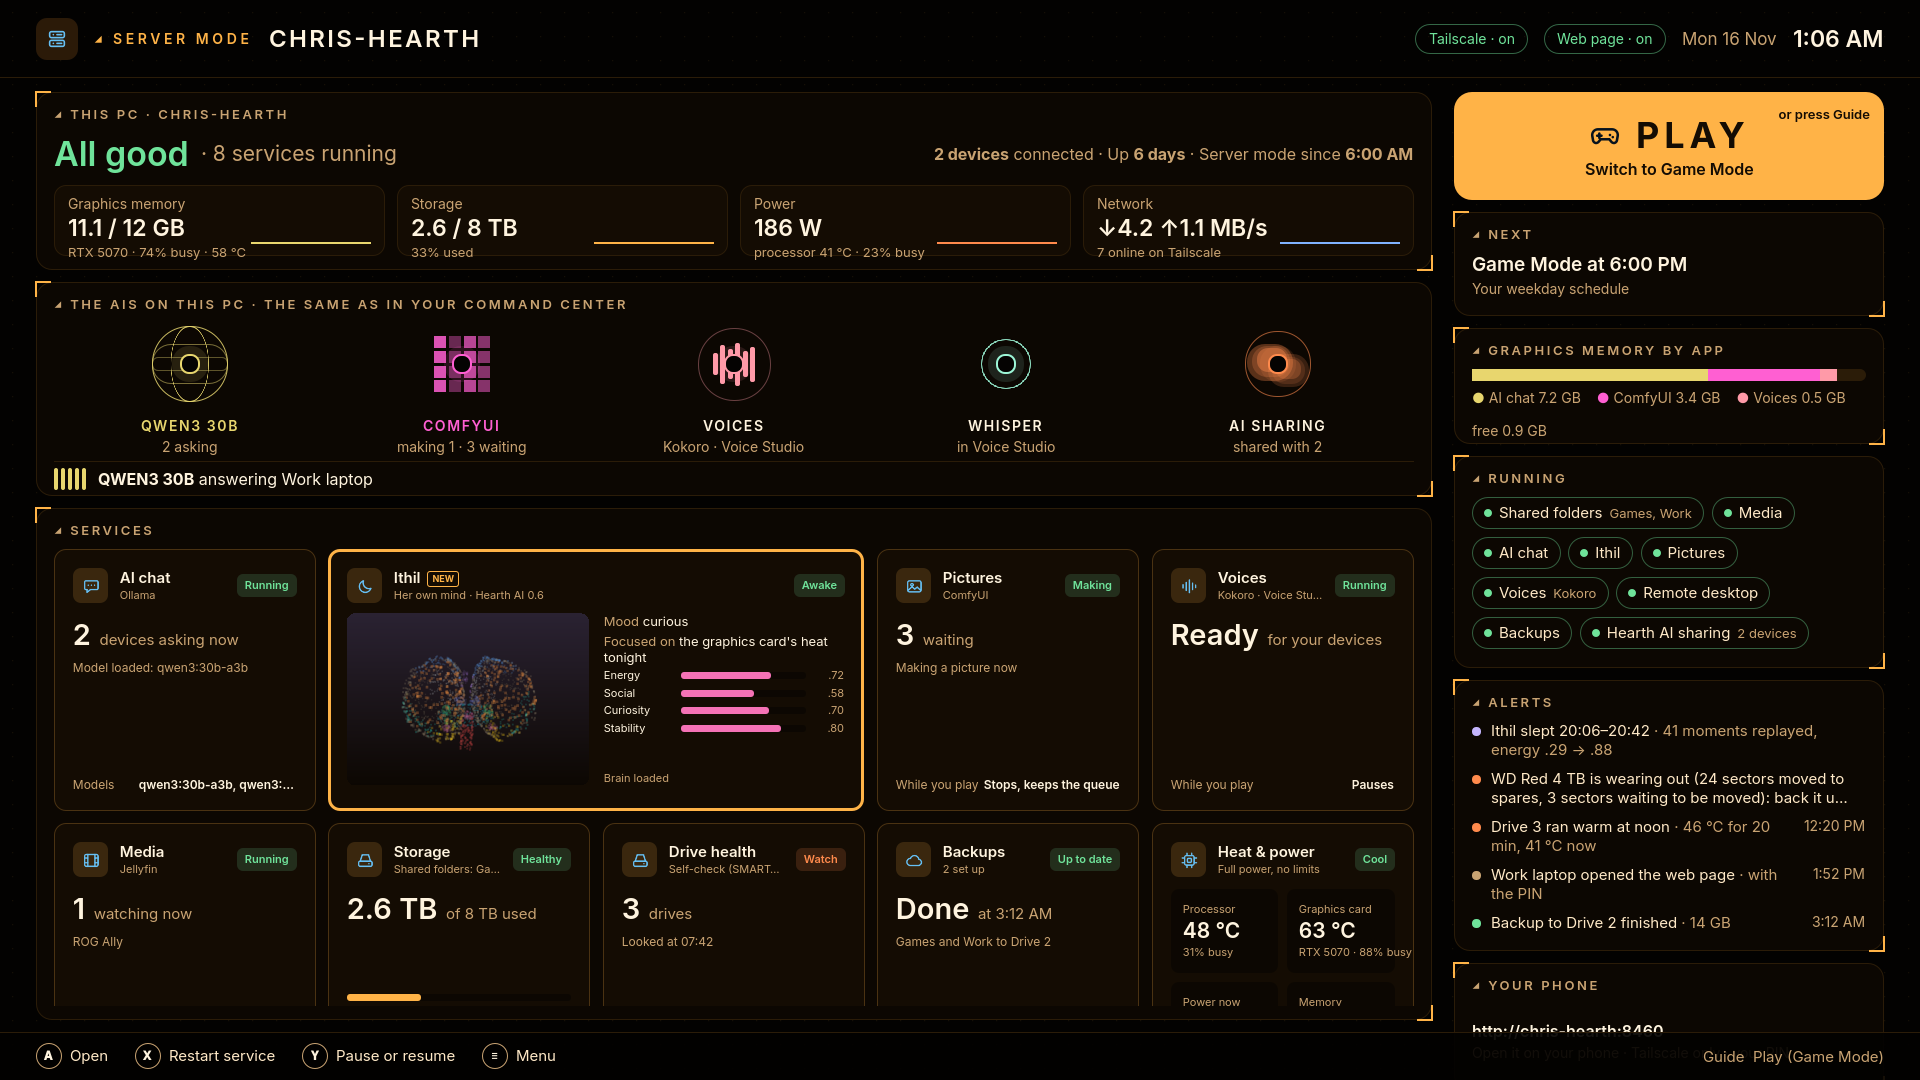 SERVER MODE CHRIS-HEARTH
Tailscale · on
Web page · on
Mon 16 Nov 1:06 AM
THIS PC · CHRIS-HEARTH
All good · 8 services running
2 devices connected · Up 6 days · Server mode since 6:00 AM
Graphics memory
11.1 / 12 GB
RTX 5070 · 74% busy · 58 °C
Storage
2.6 / 8 TB
33% used
Power
186 W
processor 41 °C · 23% busy
Network
↓4.2 ↑1.1 MB/s
7 online on Tailscale
THE AIS ON THIS PC · THE SAME AS IN YOUR COMMAND CENTER
QWEN3 30B
2 asking
COMFYUI
making 1 · 3 waiting
VOICES
Kokoro · Voice Studio
WHISPER
in Voice Studio
AI SHARING
shared with 2
QWEN3 30B answering Work laptop
SERVICES
AI chat
Ollama
Running
2 devices asking now
Model loaded: qwen3:30b-a3b
Models qwen3:30b-a3b, qwen3:...
Ithil NEW
Her own mind · Hearth AI 0.6
Awake
Mood curious
Focused on the graphics card's heat
tonight
Energy .72
Social .58
Curiosity .70
Stability .80
Brain loaded
Pictures
ComfyUI
Making
3 waiting
Making a picture now
While you play Stops, keeps the queue
Voices
Kokoro · Voice Stu...
Running
Ready for your devices
While you play Pauses
Media
Jellyfin
Running
1 watching now
ROG Ally
Storage
Shared folders: Ga...
Healthy
2.6 TB of 8 TB used
Drive health
Self-check (SMART...
Watch
3 drives
Looked at 07:42
Backups
2 set up
Up to date
Done at 3:12 AM
Games and Work to Drive 2
Heat & power
Full power, no limits
Cool
Processor
48 °C
31% busy
Graphics card
63 °C
RTX 5070 · 88% busy
Power now
Memory
or press Guide
PLAY
Switch to Game Mode
NEXT
Game Mode at 6:00 PM
Your weekday schedule
GRAPHICS MEMORY BY APP
AI chat 7.2 GB ComfyUI 3.4 GB Voices 0.5 GB
free 0.9 GB
RUNNING
Shared folders Games, Work
Media
AI chat
Ithil
Pictures
Voices Kokoro
Remote desktop
Backups
Hearth AI sharing 2 devices
ALERTS
Ithil slept 20:06–20:42 · 41 moments replayed,
energy .29 → .88
WD Red 4 TB is wearing out (24 sectors moved to
spares, 3 sectors waiting to be moved): back it u...
Drive 3 ran warm at noon · 46 °C for 20 12:20 PM
min, 41 °C now
Work laptop opened the web page · with 1:52 PM
the PIN
Backup to Drive 2 finished · 14 GB 3:12 AM
YOUR PHONE
http://chris-hearth:8460
Open it on your phone · Tailscale
A Open
X Restart service
Y Pause or resume
≡ Menu
Guide Play (Game Mode)